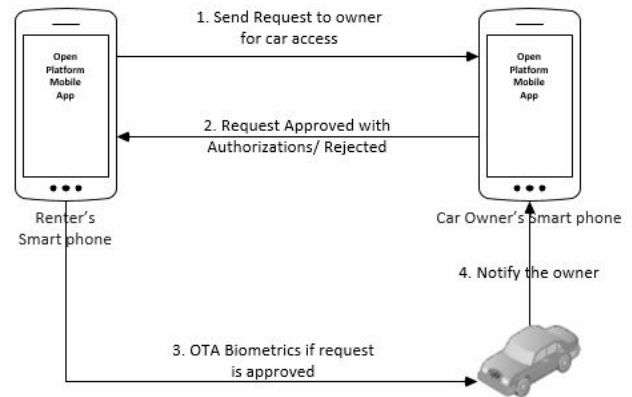 1. Send Request to owner
for car access
Open
Platform
Mobile
App
Open
Platform
Mobile
App
2. Request Approved with
Authorizations/ Rejected
Renter's
Smart phone
Car Owner's Smart phone
4. Notify the owner
3. OTA Biometrics if request
is approved